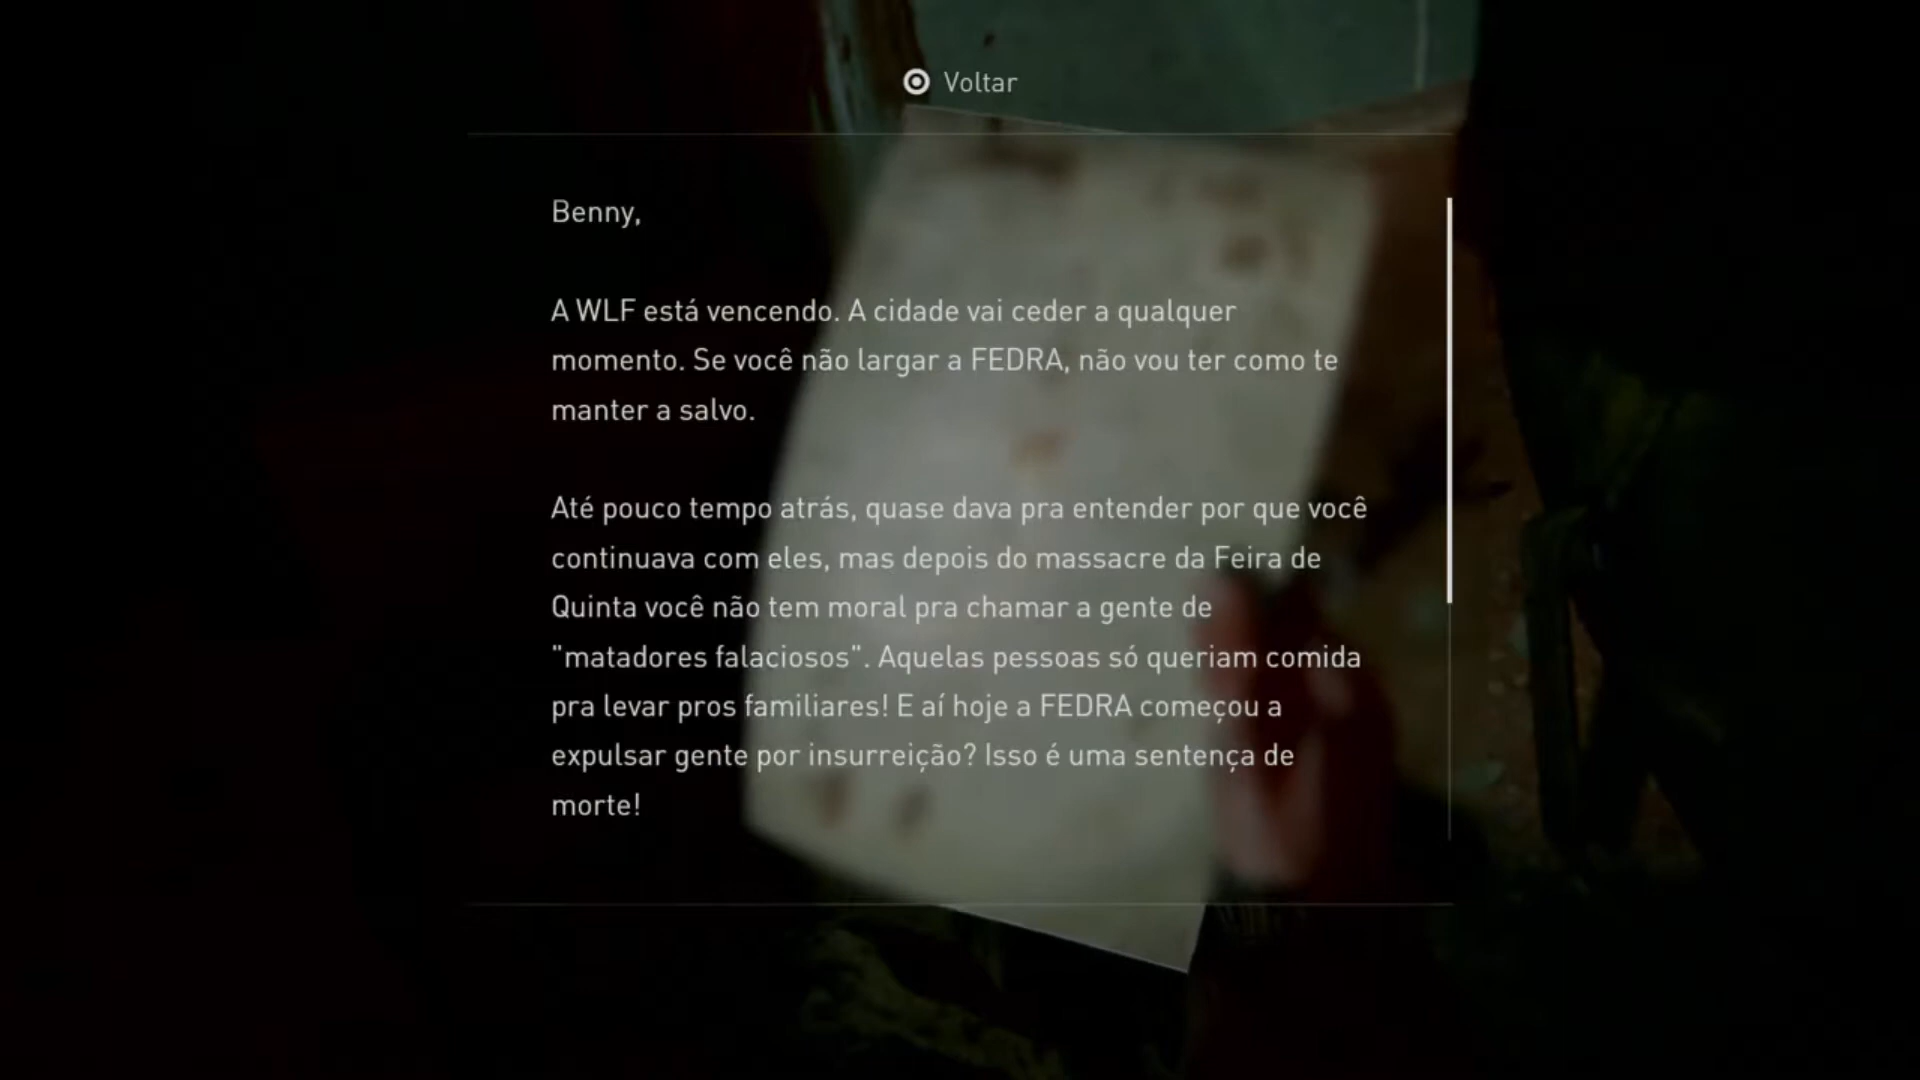 Voltar
Benny,
A WLF está vencendo. A cidade vai ceder a qualquer
momento. Se você não largar a FEDRA, não vou ter como te
manter a salvo.
Até pouco tempo atrás, quase dava pra entender por que você
continuava com eles, mas depois do massacre da Feira de
Quinta você não tem moral pra chamar a gente de
"matadores falaciosos". Aquelas pessoas só queriam comida
pra levar pros familiares! E aí hoje a FEDRA começou a
expulsar gente por insurreição? Isso é uma sentença de
morte!